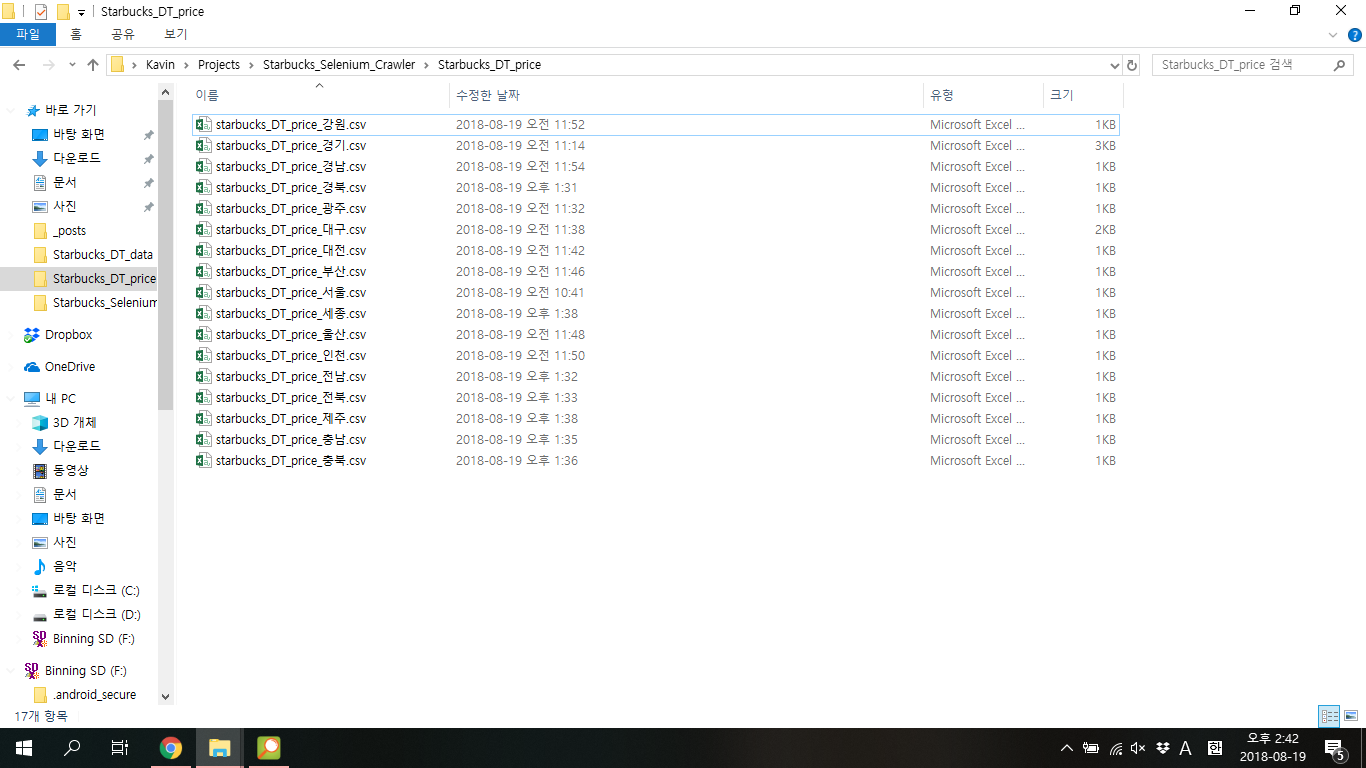 Starbucks_DT_price
파일 홈 공유 보기
Kavin Projects Starbucks_Selenium_Crawler Starbucks_DT_price
Starbucks_DT_price 검색
바로 가기
바탕 화면
다운로드
문서
사진
_posts
Starbucks_DT_data
Starbucks_DT_price
Starbucks_Selenium
Dropbox
OneDrive
내 PC
3D 개체
다운로드
동영상
문서
바탕 화면
사진
음악
로컬 디스크 (C:)
로컬 디스크 (D:)
Binning SD (F:)
Binning SD (F:)
.android_secure
이름 수정한 날짜 유형 크기
starbucks_DT_price_강원.csv 2018-08-19 오전 11:52 Microsoft Excel ... 1KB
starbucks_DT_price_경기.csv 2018-08-19 오전 11:14 Microsoft Excel ... 3KB
starbucks_DT_price_경남.csv 2018-08-19 오전 11:54 Microsoft Excel ... 1KB
starbucks_DT_price_경북.csv 2018-08-19 오후 1:31 Microsoft Excel ... 1KB
starbucks_DT_price_광주.csv 2018-08-19 오전 11:32 Microsoft Excel ... 1KB
starbucks_DT_price_대구.csv 2018-08-19 오전 11:38 Microsoft Excel ... 2KB
starbucks_DT_price_대전.csv 2018-08-19 오전 11:42 Microsoft Excel ... 1KB
starbucks_DT_price_부산.csv 2018-08-19 오전 11:46 Microsoft Excel ... 1KB
starbucks_DT_price_서울.csv 2018-08-19 오전 10:41 Microsoft Excel ... 1KB
starbucks_DT_price_세종.csv 2018-08-19 오후 1:38 Microsoft Excel ... 1KB
starbucks_DT_price_울산.csv 2018-08-19 오전 11:48 Microsoft Excel ... 1KB
starbucks_DT_price_인천.csv 2018-08-19 오전 11:50 Microsoft Excel ... 1KB
starbucks_DT_price_전남.csv 2018-08-19 오후 1:32 Microsoft Excel ... 1KB
starbucks_DT_price_전북.csv 2018-08-19 오후 1:33 Microsoft Excel ... 1KB
starbucks_DT_price_제주.csv 2018-08-19 오후 1:38 Microsoft Excel ... 1KB
starbucks_DT_price_충남.csv 2018-08-19 오후 1:35 Microsoft Excel ... 1KB
starbucks_DT_price_충북.csv 2018-08-19 오후 1:36 Microsoft Excel ... 1KB
17개 항목
A 한 오후 2:42
2018-08-19 5